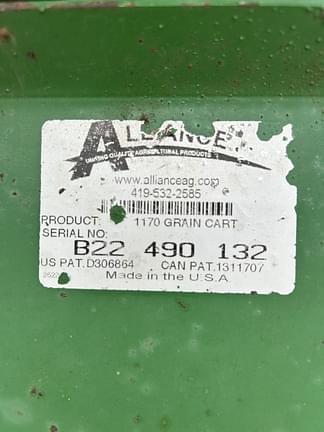 ALLIANCE
UNITING QUALITY AGRICULTURAL PRODUCTS
www.allianceag.com
419-532-2585
PRODUCT: 1170 GRAIN CART
SERIAL NO:
B22 490 132
US PAT.D306864 CAN PAT.1311707
Made in the U.S.A